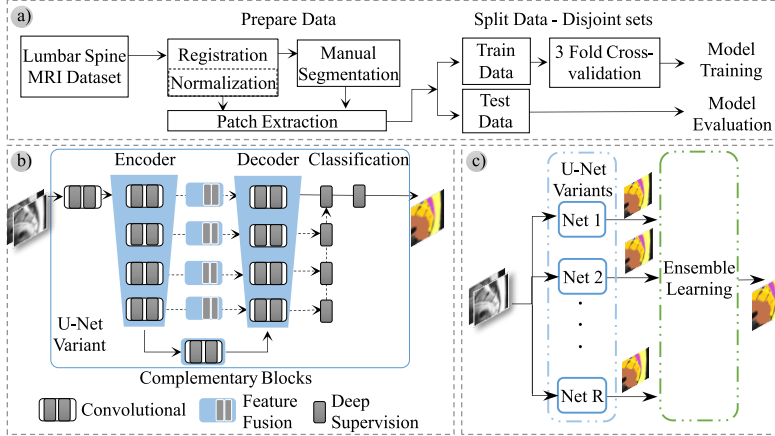 a)
Prepare Data
Split Data - Disjoint sets
Lumbar Spine
MRI Dataset
Registration
Normalization
Manual
Segmentation
Patch Extraction
Train
Data
3 Fold Cross-
validation
Model
Training
Test
Data
Model
Evaluation
b)
Encoder
Decoder
Classification
U-Net
Variant
Complementary Blocks
Convolutional
Feature
Fusion
Deep
Supervision
c)
U-Net
Variants
Net 1
Net 2
Net R
Ensemble
Learning